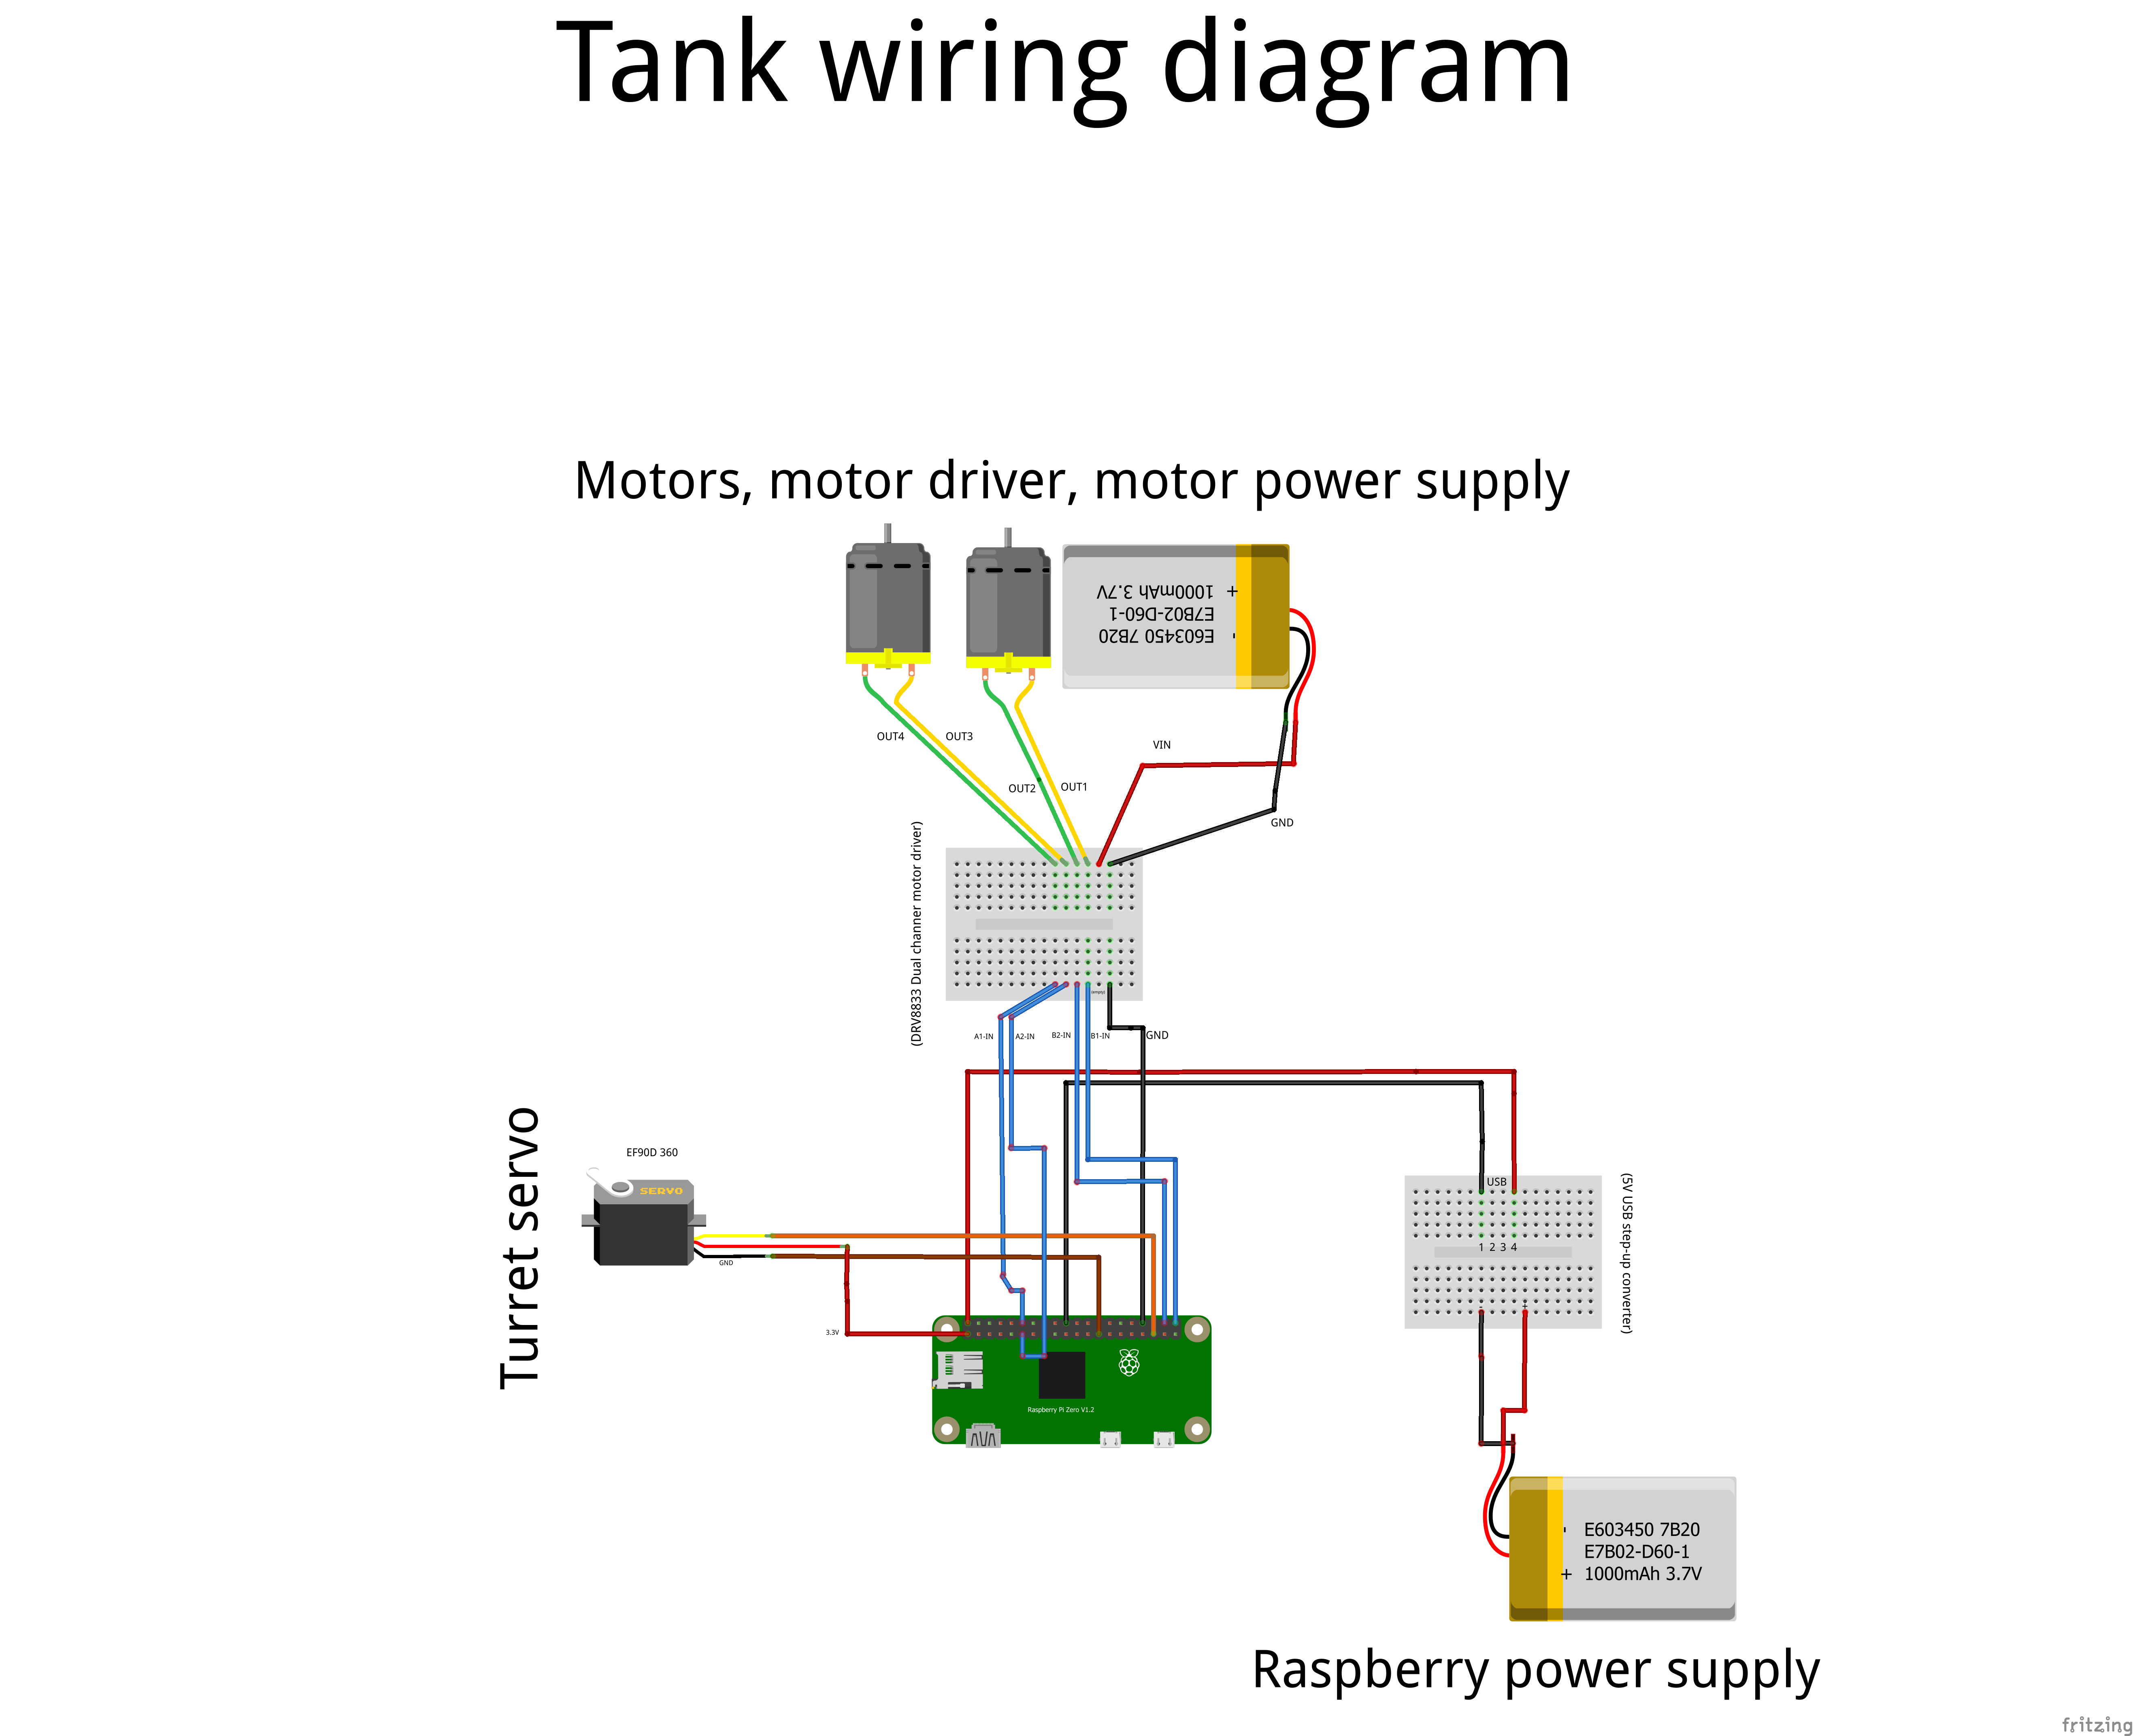 Tank wiring diagram
Motors, motor driver, motor power supply
+ 1000mAh 3.7V
E7B02-D60-1
- E603450 7B20
OUT4
OUT3
VIN
OUT2
OUT1
GND
(DRV8833 Dual channer motor driver)
(empty)
A1-IN
A2-IN
B2-IN
B1-IN
GND
Turret servo
EF90D 360
SERVO
GND
3.3V
Raspberry Pi Zero V1.2
USB
1 2 3 4
(5V USB step-up converter)
- +
- E603450 7B20
E7B02-D60-1
+ 1000mAh 3.7V
Raspberry power supply
fritzing